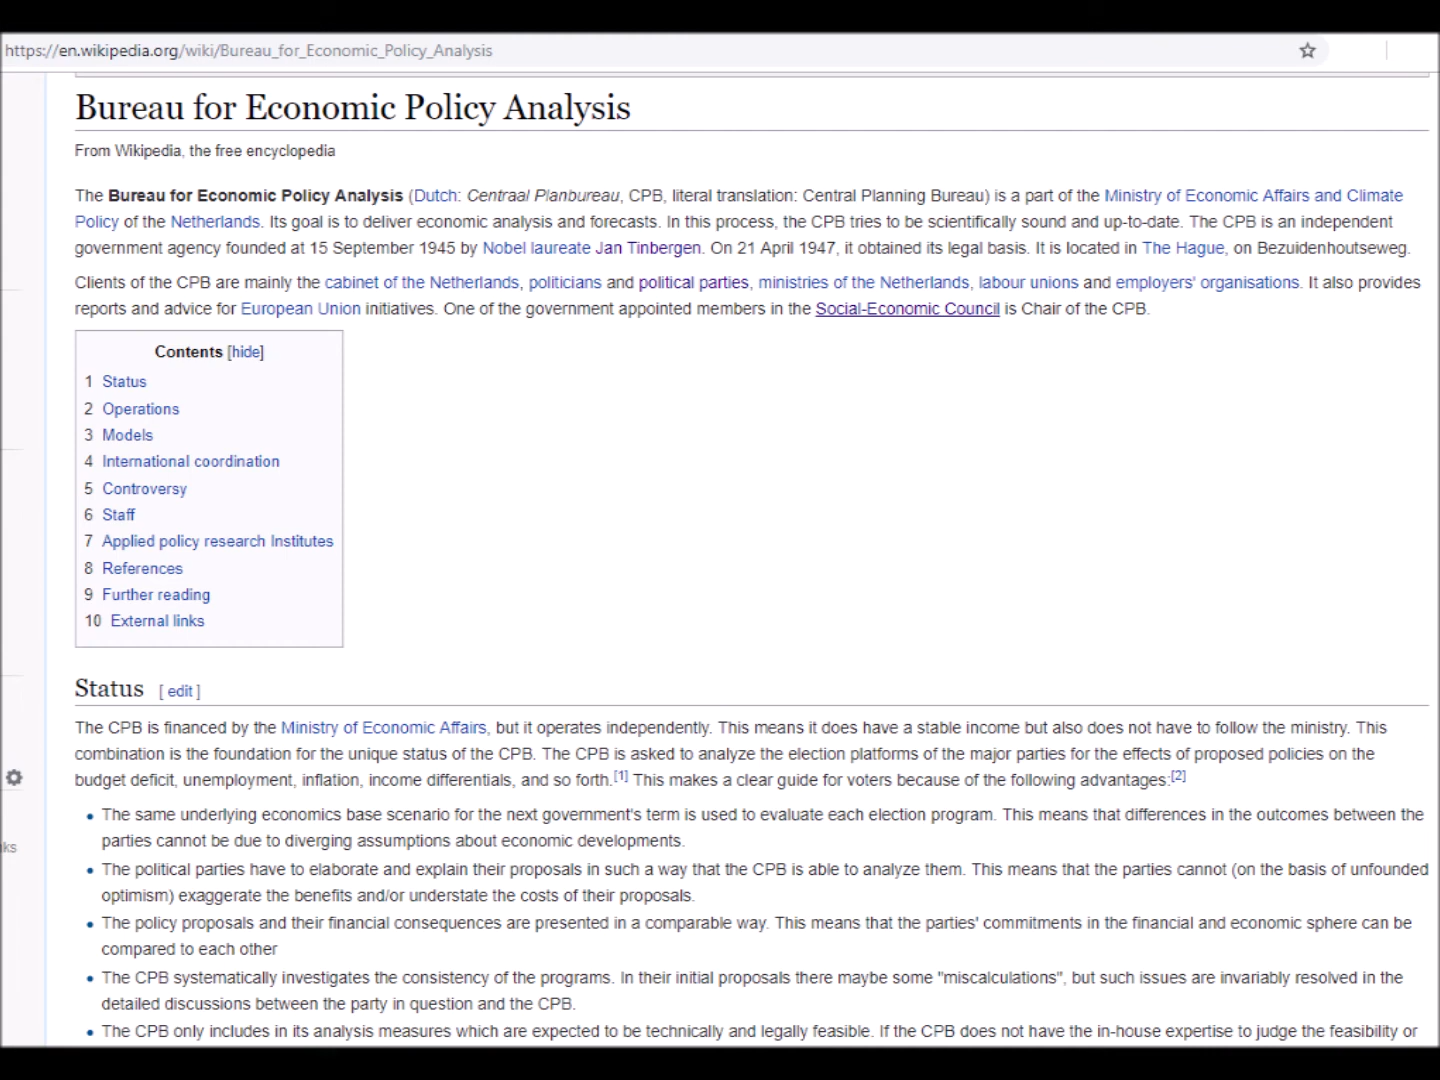 https://en.wikipedia.org/wiki/Bureau_for_Economic_Policy_Analysis
Bureau for Economic Policy Analysis
From Wikipedia, the free encyclopedia
The Bureau for Economic Policy Analysis (Dutch: Centraal Planbureau, CPB, literal translation: Central Planning Bureau) is a part of the Ministry of Economic Affairs and Climate
Policy of the Netherlands. Its goal is to deliver economic analysis and forecasts. In this process, the CPB tries to be scientifically sound and up-to-date. The CPB is an independent
government agency founded at 15 September 1945 by Nobel laureate Jan Tinbergen. On 21 April 1947, it obtained its legal basis. It is located in The Hague, on Bezuidenhoutseweg.
Clients of the CPB are mainly the cabinet of the Netherlands, politicians and political parties, ministries of the Netherlands, labour unions and employers' organisations. It also provides
reports and advice for European Union initiatives. One of the government appointed members in the Social-Economic Council is Chair of the CPB.
Contents [hide]
1 Status
2 Operations
3 Models
4 International coordination
5 Controversy
6 Staff
7 Applied policy research Institutes
8 References
9 Further reading
10 External links
Status [ edit ]
The CPB is financed by the Ministry of Economic Affairs, but it operates independently. This means it does have a stable income but also does not have to follow the ministry. This
combination is the foundation for the unique status of the CPB. The CPB is asked to analyze the election platforms of the major parties for the effects of proposed policies on the
budget deficit, unemployment, inflation, income differentials, and so forth.[1] This makes a clear guide for voters because of the following advantages:[2]
• The same underlying economics base scenario for the next government's term is used to evaluate each election program. This means that differences in the outcomes between the
parties cannot be due to diverging assumptions about economic developments.
• The political parties have to elaborate and explain their proposals in such a way that the CPB is able to analyze them. This means that the parties cannot (on the basis of unfounded
optimism) exaggerate the benefits and/or understate the costs of their proposals.
ks
• The policy proposals and their financial consequences are presented in a comparable way. This means that the parties' commitments in the financial and economic sphere can be
compared to each other
• The CPB systematically investigates the consistency of the programs. In their initial proposals there maybe some "miscalculations", but such issues are invariably resolved in the
detailed discussions between the party in question and the CPB.
• The CPB only includes in its analysis measures which are expected to be technically and legally feasible. If the CPB does not have the in-house expertise to judge the feasibility or